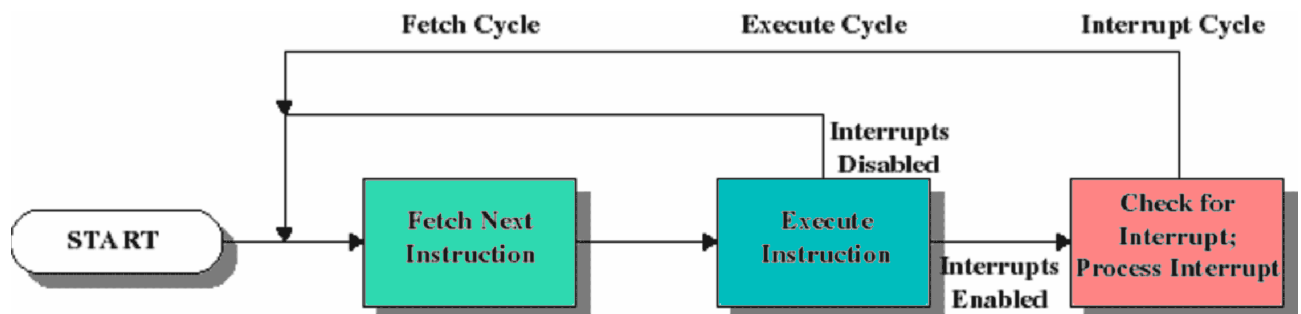 Fetch Cycle
Execute Cycle
Interrupt Cycle
Interrupts
Disabled
START
Fetch Next
Instruction
Execute
Instruction
Interrupts
Enabled
Check for
Interrupt;
Process Interrupt